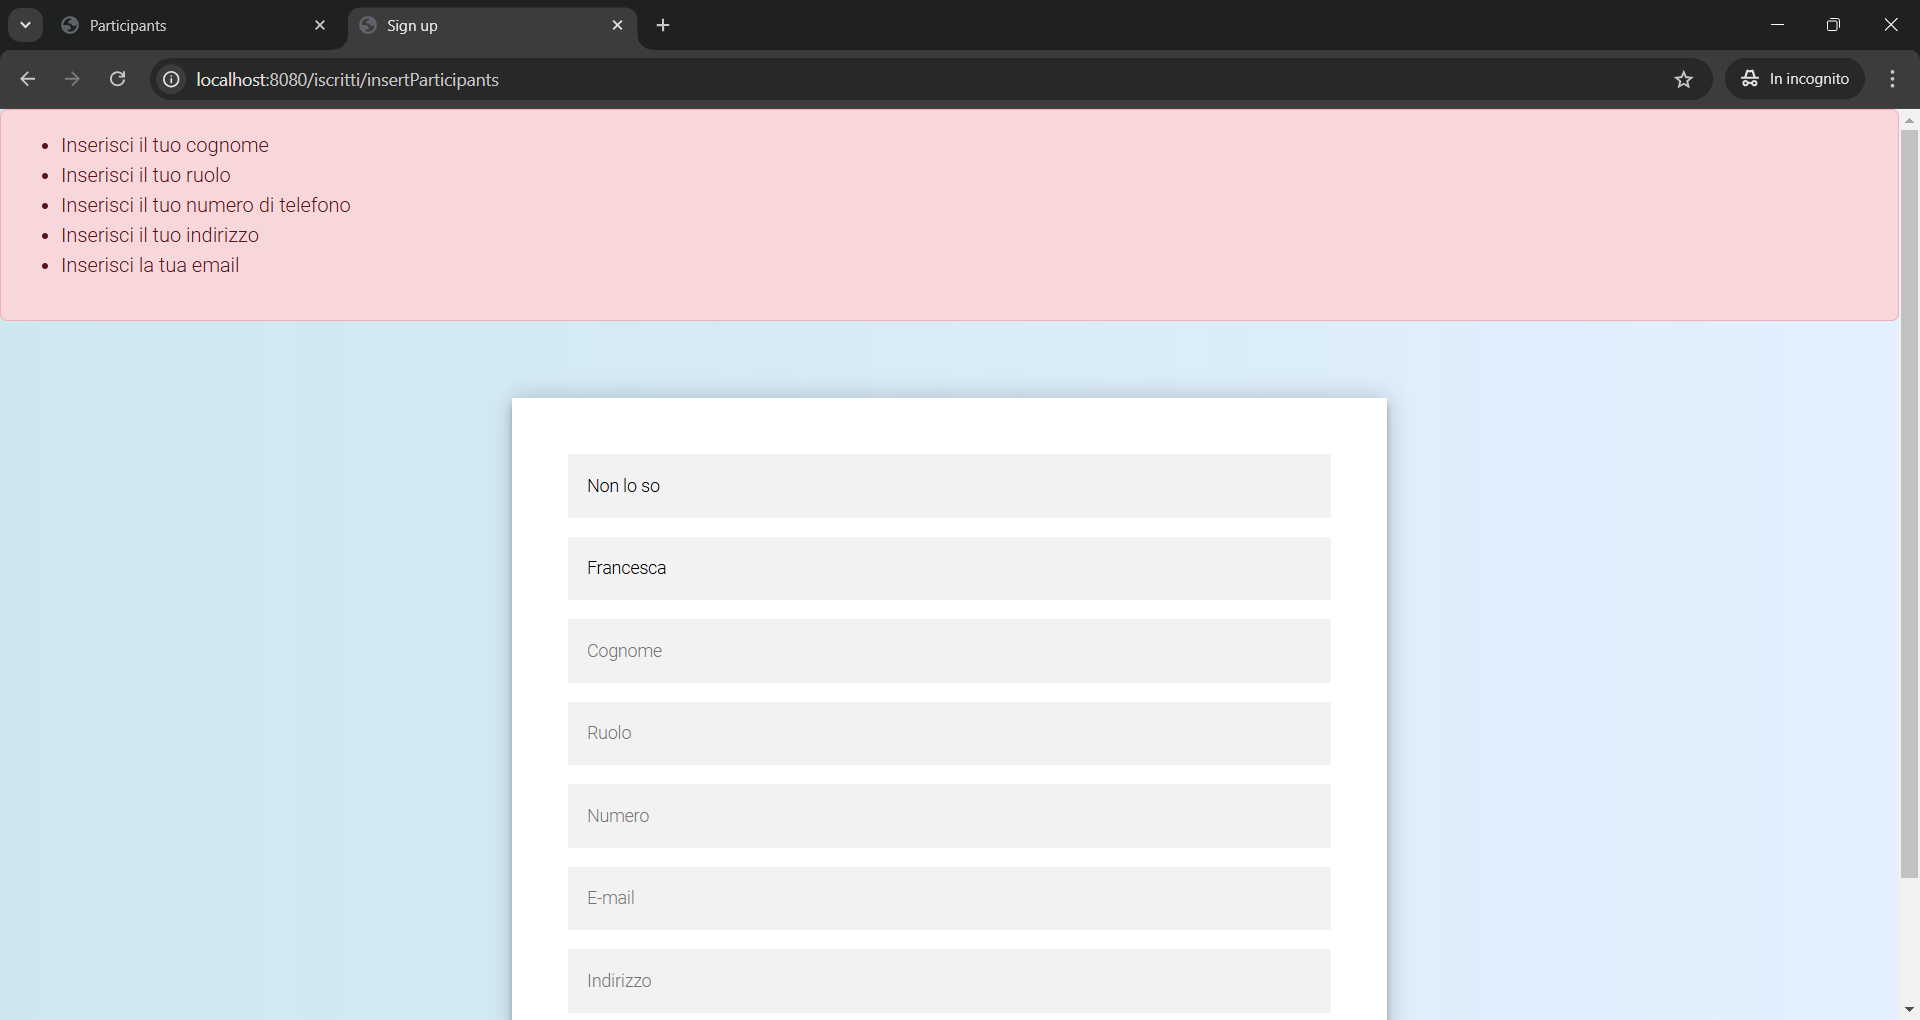 Participants
Sign up
localhost:8080/iscritti/insertParticipants
In incognito
Inserisci il tuo cognome
Inserisci il tuo ruolo
Inserisci il tuo numero di telefono
Inserisci il tuo indirizzo
Inserisci la tua email
Non lo so
Francesca
Cognome
Ruolo
Numero
E-mail
Indirizzo